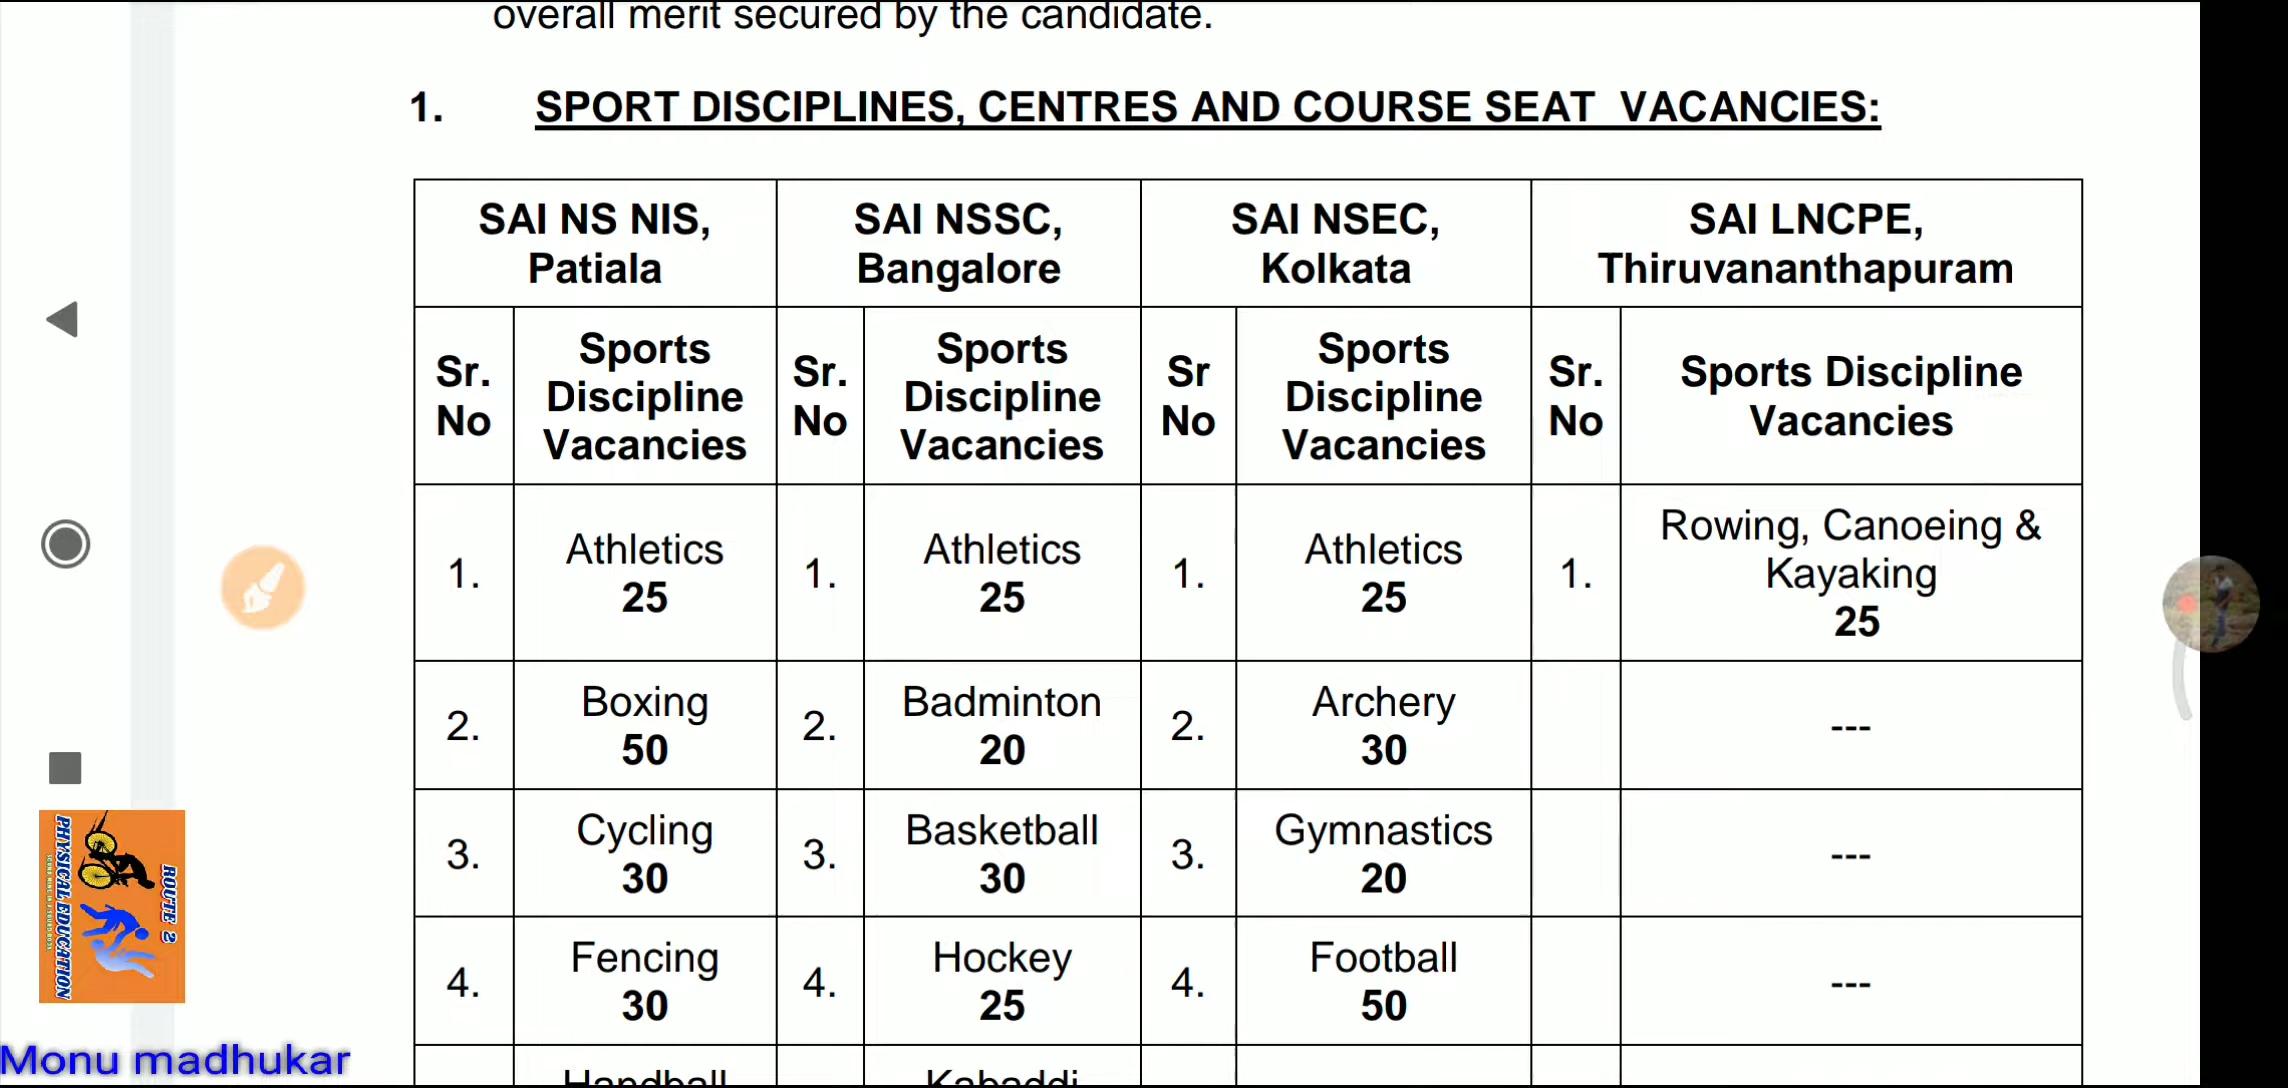 overall merit secured by the candidate.
1. SPORT DISCIPLINES, CENTRES AND COURSE SEAT VACANCIES:
SAI NS NIS,
Patiala
SAI NSSC,
Bangalore
SAI NSEC,
Kolkata
SAI LNCPE,
Thiruvananthapuram
Sr.
No
Sports
Discipline
Vacancies
Sr.
No
Sports
Discipline
Vacancies
Sr
No
Sports
Discipline
Vacancies
Sr.
No
Sports Discipline
Vacancies
1.
Athletics
25
1.
Athletics
25
1.
Athletics
25
1.
Rowing, Canoeing &
Kayaking
25
2.
Boxing
50
2.
Badminton
20
2.
Archery
30
---
3.
Cycling
30
3.
Basketball
30
3.
Gymnastics
20
---
4.
Fencing
30
4.
Hockey
25
4.
Football
50
---
Handball
Kabaddi
ROUTE 2
PHYSICAL EDUCATION
Monu madhukar